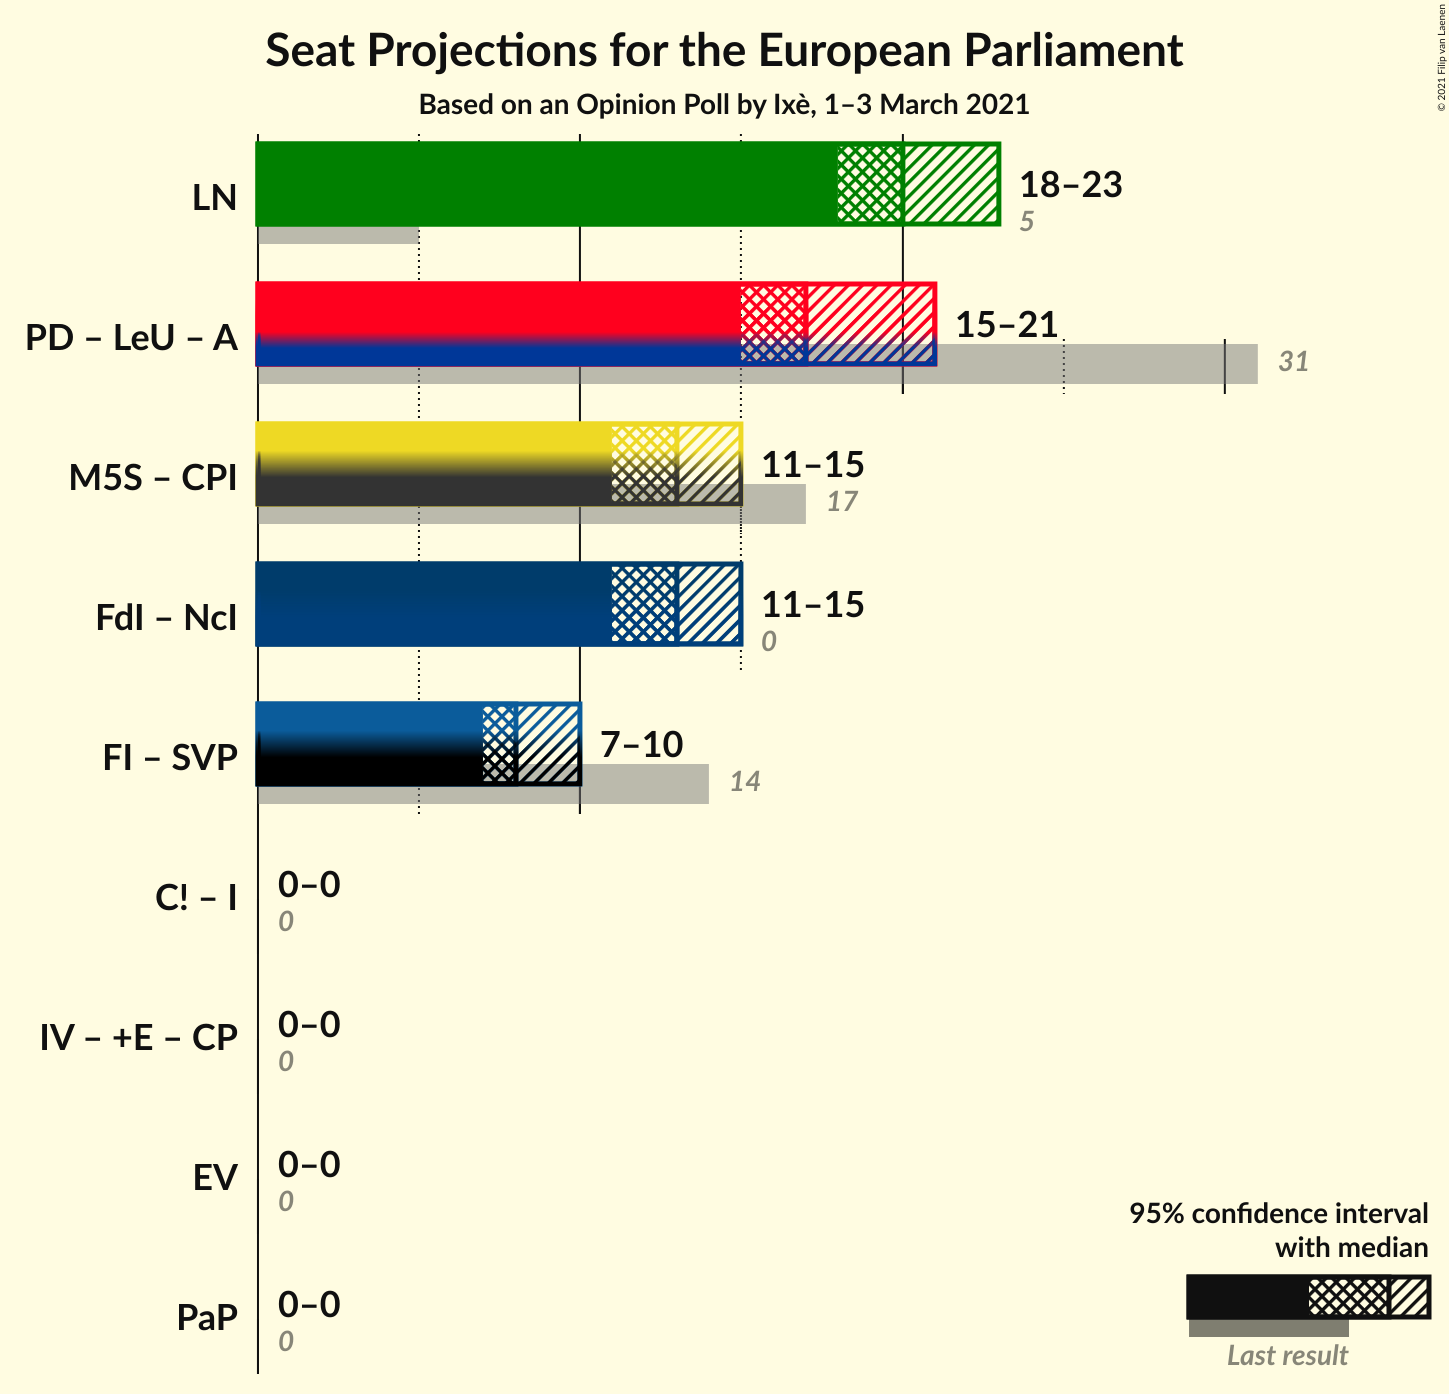 Seat Projections for the European Parliament
Based on an Opinion Poll by Ixè, 1–3 March 2021
© 2021 Filip van Laenen
LN
18–23
5
PD – LeU – A
15–21
31
M5S – CPI
11–15
17
FdI – NcI
11–15
0
FI – SVP
7–10
14
C! – I
0–0
0
IV – +E – CP
0–0
0
EV
0–0
0
PaP
0–0
0
95% confidence interval
with median
Last result